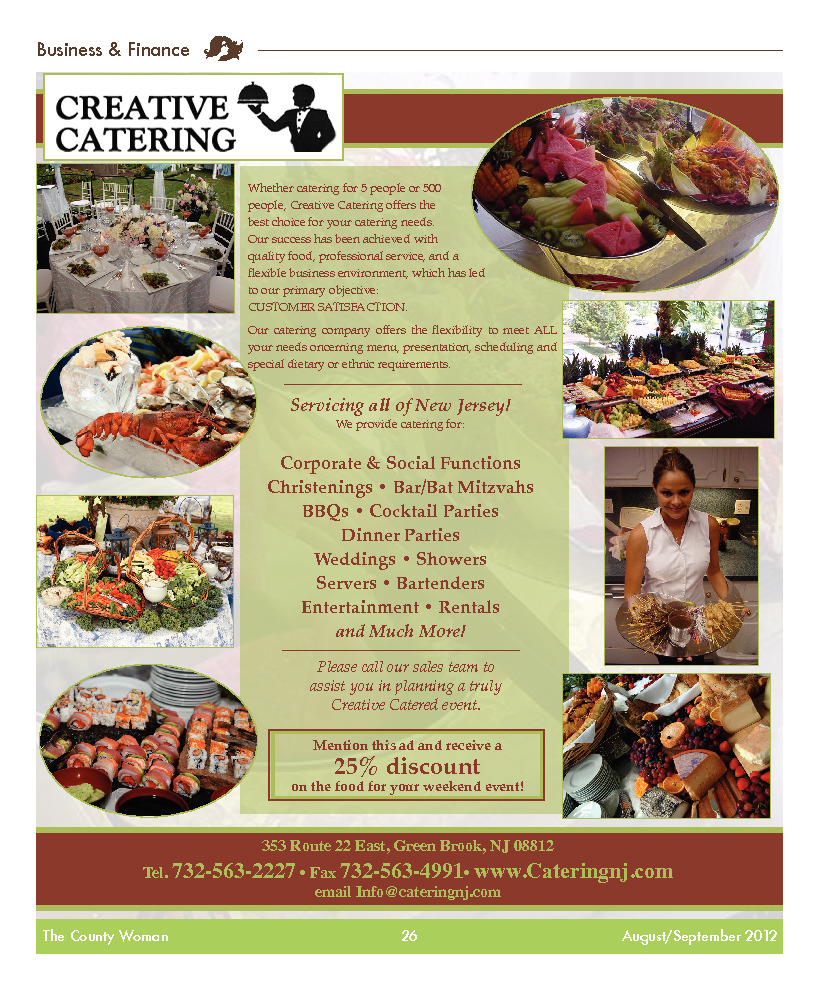 Business & Finance
CREATIVE
CATERING
Whether catering for 5 people or 500
people, Creative Catering offers the
best choice for your catering needs.
Our success has been achieved with
quality food, professional service, and a
flexible business environment, which has led
to our primary objective:
CUSTOMER SATISFACTION.
Our catering company offers the flexibility to meet ALL
your needs oncerning menu, presentation, scheduling and
special dietary or ethnic requirements.
Servicing all of New Jersey!
We provide catering for:
Corporate & Social Functions
Christenings • Bar/Bat Mitzvahs
BBQs • Cocktail Parties
Dinner Parties
Weddings • Showers
Servers • Bartenders
Entertainment • Rentals
and Much More!
Please call our sales team to
assist you in planning a truly
Creative Catered event.
Mention this ad and receive a
25% discount
on the food for your weekend event!
353 Route 22 East, Green Brook, NJ 08812
Tel. 732-563-2227 • Fax 732-563-4991• www.Cateringnj.com
email Info@cateringnj.com
The County Woman 26 August/September 2012